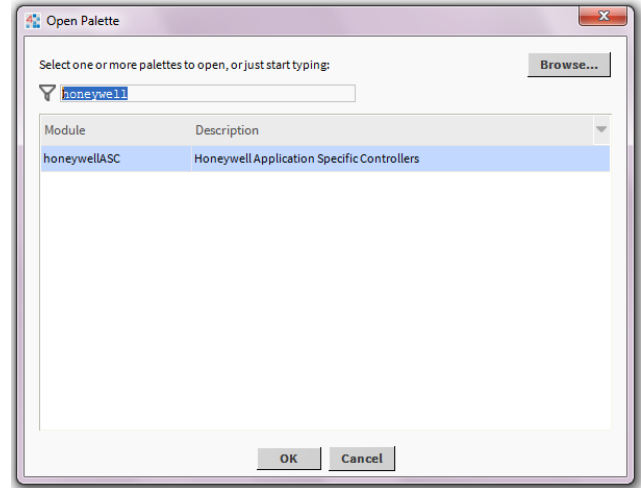 Open Palette
Select one or more palettes to open, or just start typing:
Browse...
honeywell
Module Description
honeywellASC Honeywell Application Specific Controllers
OK Cancel